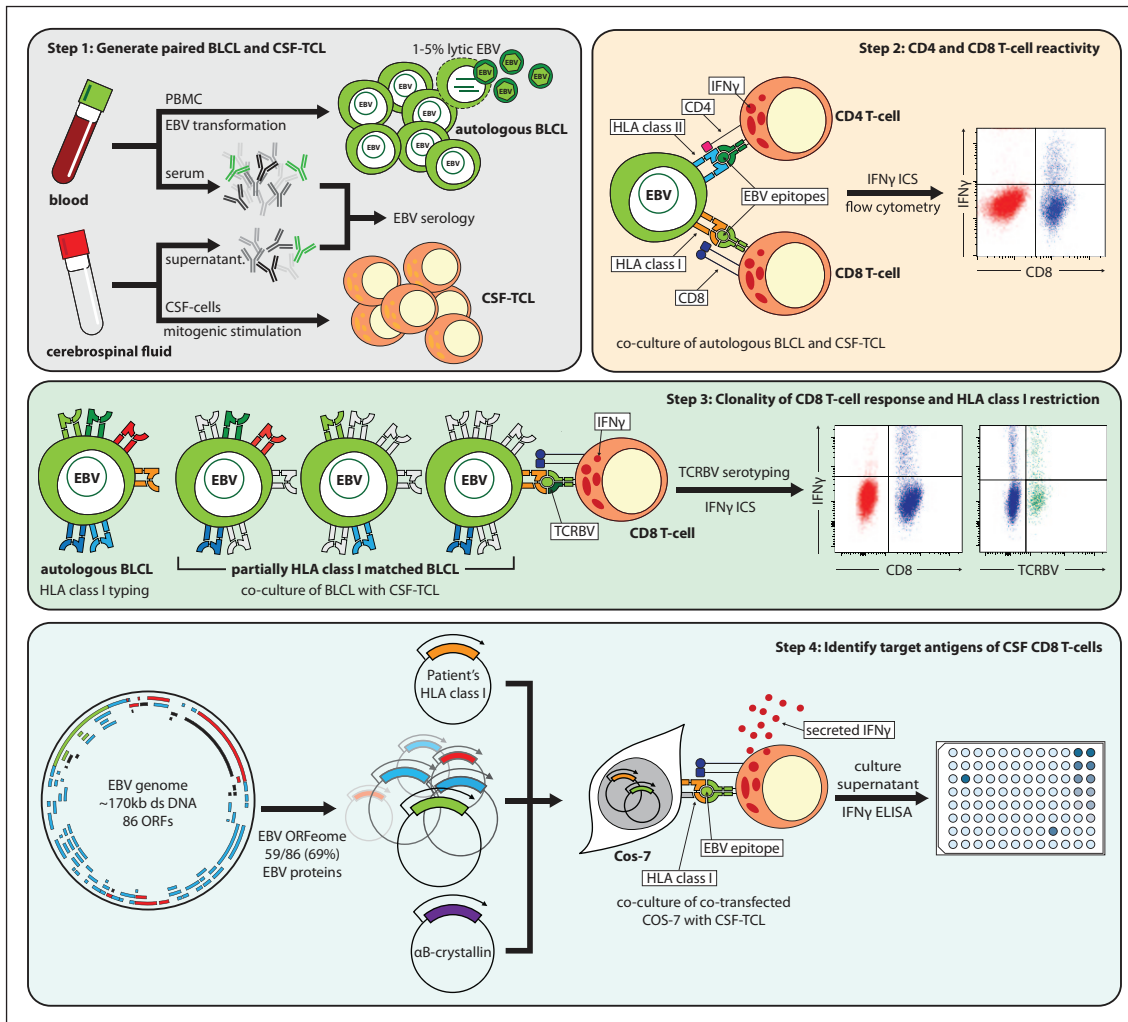 Step 1: Generate paired BLCL and CSF-TCL
1-5% lytic EBV
PBMC
EBV transformation
EBV
EBV
EBV
EBV
EBV
EBV
EBV
EBV
EBV
EBV
EBV
autologous BLCL
serum
blood
EBV serology
supernatant.
CSF-cells
mitogenic stimulation
CSF-TCL
cerebrospinal fluid
Step 2: CD4 and CD8 T-cell reactivity
IFNγ
CD4
HLA class II
CD4 T-cell
EBV
EBV epitopes
IFNγ ICS
flow cytometry
HLA class I
CD8
CD8 T-cell
IFNγ
CD8
co-culture of autologous BLCL and CSF-TCL
Step 3: Clonality of CD8 T-cell response and HLA class I restriction
EBV
EBV
EBV
EBV
IFNγ
TCRBV
CD8 T-cell
TCRBV serotyping
IFNγ ICS
IFNγ
CD8
TCRBV
autologous BLCL
HLA class I typing
partially HLA class I matched BLCL
co-culture of BLCL with CSF-TCL
Step 4: Identify target antigens of CSF CD8 T-cells
EBV genome
~170kb ds DNA
86 ORFs
EBV ORFeome
59/86 (69%)
EBV proteins
Patient's
HLA class I
αB-crystallin
secreted IFNγ
Cos-7
EBV epitope
HLA class I
co-culture of co-transfected
COS-7 with CSF-TCL
culture
supernatant
IFNγ ELISA